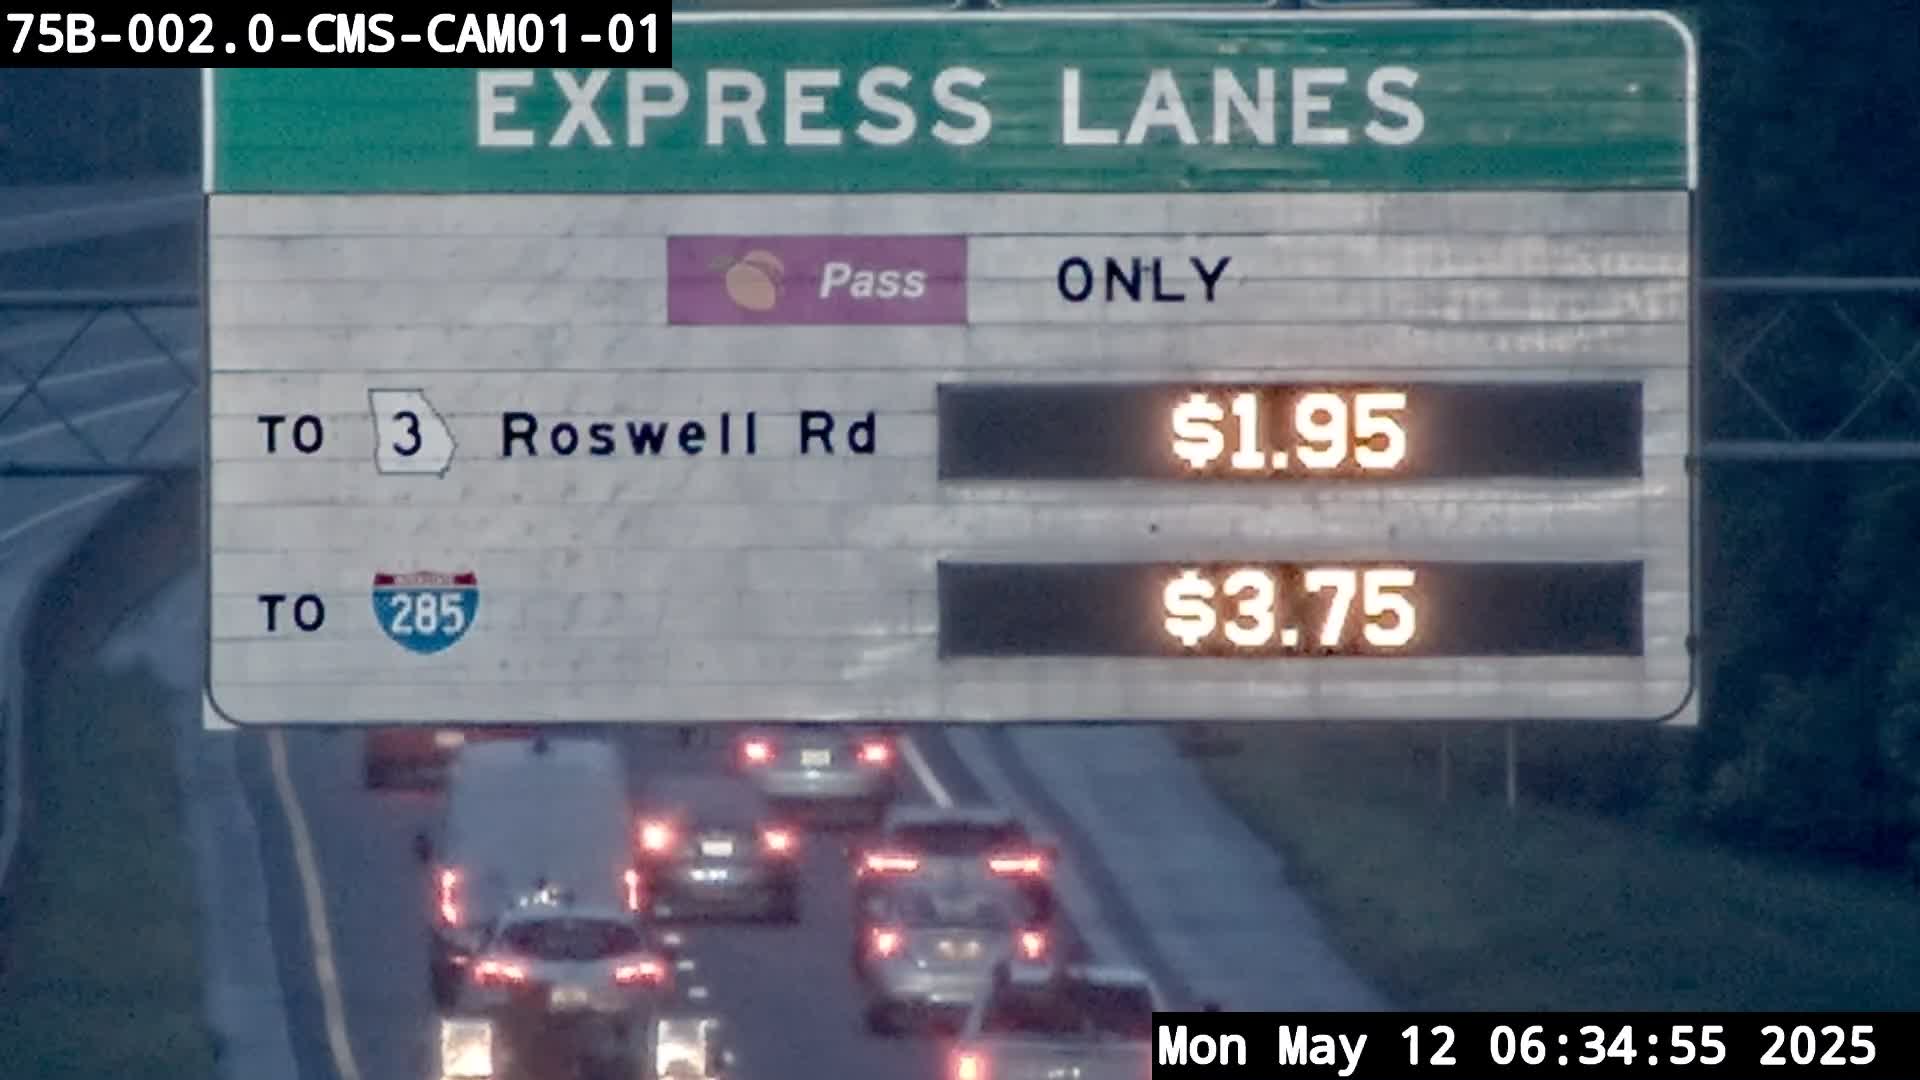 75B-002.0-CMS-CAM01-01
EXPRESS LANES
Pass ONLY
TO 3 Roswell Rd $1.95
TO 285 $3.75
Mon May 12 06:34:55 2025